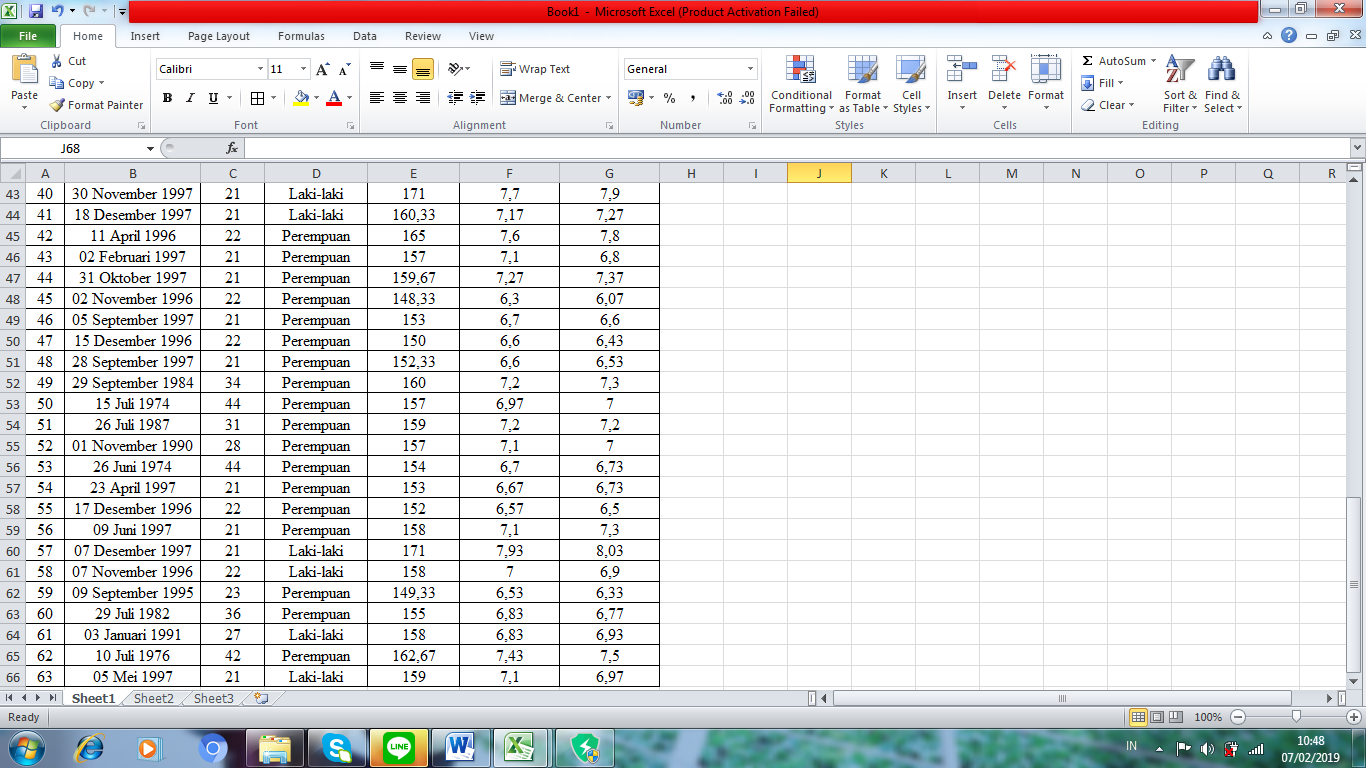 Book1 - Microsoft Excel (Product Activation Failed)
File Home Insert Page Layout Formulas Data Review View
Cut
Copy
Format Painter
Paste
Clipboard
Calibri 11
B I U
Font
Wrap Text
Merge & Center
Alignment
General
% ,
Number
Conditional Formatting
Format as Table
Cell Styles
Styles
Insert Delete Format
Cells
AutoSum
Fill
Clear
Sort & Filter
Find & Select
Editing
J68 fx
A B C D E F G H I J K L M N O P Q R
43 40 30 November 1997 21 Laki-laki 171 7,7 7,9
44 41 18 Desember 1997 21 Laki-laki 160,33 7,17 7,27
45 42 11 April 1996 22 Perempuan 165 7,6 7,8
46 43 02 Februari 1997 21 Perempuan 157 7,1 6,8
47 44 31 Oktober 1997 21 Perempuan 159,67 7,27 7,37
48 45 02 November 1996 22 Perempuan 148,33 6,3 6,07
49 46 05 September 1997 21 Perempuan 153 6,7 6,6
50 47 15 Desember 1996 22 Perempuan 150 6,6 6,43
51 48 28 September 1997 21 Perempuan 152,33 6,6 6,53
52 49 29 September 1984 34 Perempuan 160 7,2 7,3
53 50 15 Juli 1974 44 Perempuan 157 6,97 7
54 51 26 Juli 1987 31 Perempuan 159 7,2 7,2
55 52 01 November 1990 28 Perempuan 157 7,1 7
56 53 26 Juni 1974 44 Perempuan 154 6,7 6,73
57 54 23 April 1997 21 Perempuan 153 6,67 6,73
58 55 17 Desember 1996 22 Perempuan 152 6,57 6,5
59 56 09 Juni 1997 21 Perempuan 158 7,1 7,3
60 57 07 Desember 1997 21 Laki-laki 171 7,93 8,03
61 58 07 November 1996 22 Laki-laki 158 7 6,9
62 59 09 September 1995 23 Perempuan 149,33 6,53 6,33
63 60 29 Juli 1982 36 Perempuan 155 6,83 6,77
64 61 03 Januari 1991 27 Laki-laki 158 6,83 6,93
65 62 10 Juli 1976 42 Perempuan 162,67 7,43 7,5
66 63 05 Mei 1997 21 Laki-laki 159 7,1 6,97
Sheet1 Sheet2 Sheet3
Ready 100%
LINE
IN
10:48
07/02/2019